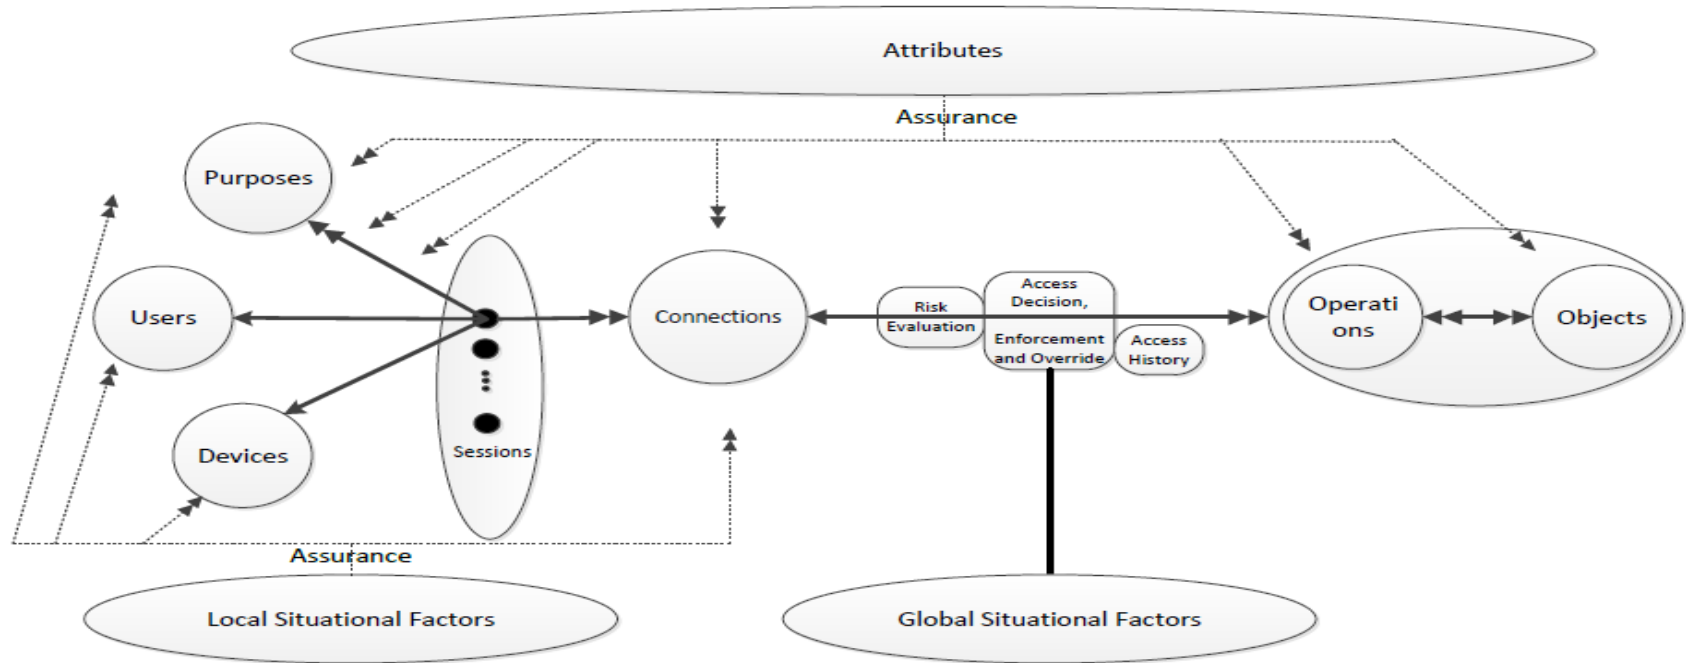 Attributes
Assurance
Purposes
Users
Devices
Sessions
Connections
Risk
Evaluation
Access
Decision,
Enforcement
and Override
Access
History
Operati
ons
Objects
Assurance
Local Situational Factors
Global Situational Factors